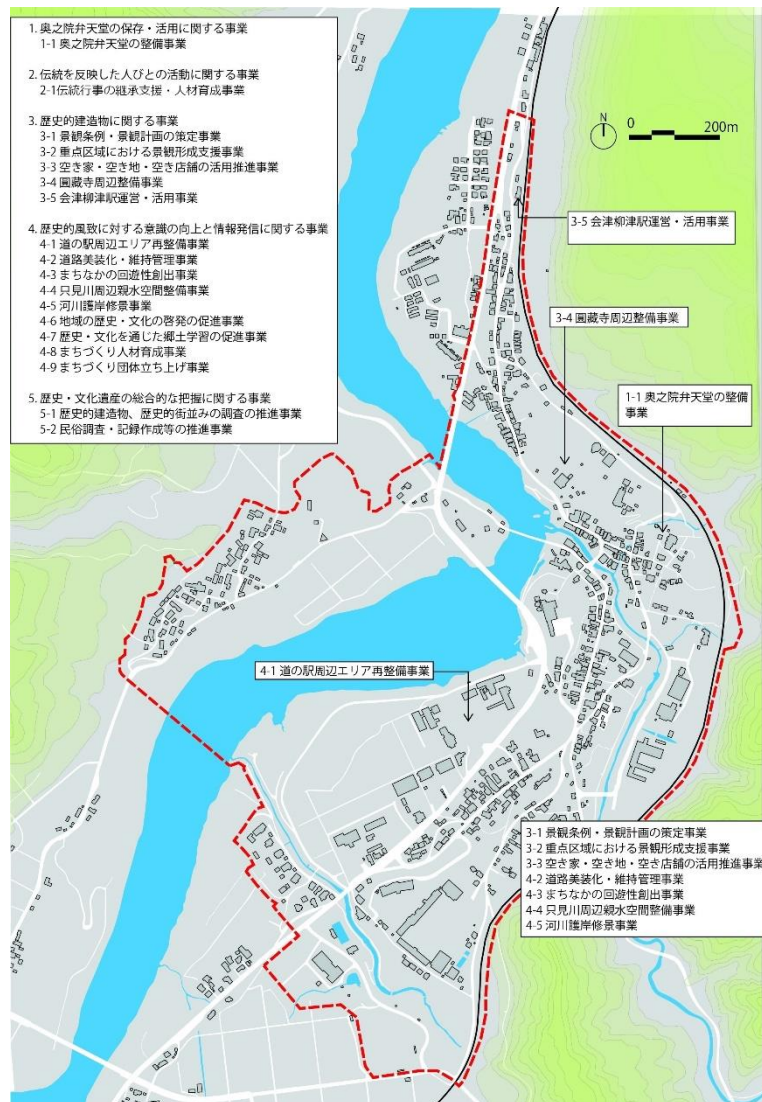 1. 奥之院弁天堂の保存・活用に関する事業
1-1 奥之院弁天堂の整備事業
2. 伝統を反映した人びとの活動に関する事業
2-1伝統行事の継承支援・人材育成事業
3. 歴史的建造物に関する事業
3-1 景観条例・景観計画の策定事業
3-2 重点区域における景観形成支援事業
3-3 空き家・空き地・空き店舗の活用推進事業
3-4 圓藏寺周辺整備事業
3-5 会津柳津駅運営・活用事業
4. 歴史的風致に対する意識の向上と情報発信に関する事業
4-1 道の駅周辺エリア再整備事業
4-2 道路美装化・維持管理事業
4-3 まちなかの回遊性創出事業
4-4 只見川周辺親水空間整備事業
4-5 河川護岸修景事業
4-6 地域の歴史・文化の啓発の促進事業
4-7 歴史・文化を通じた郷土学習の促進事業
4-8 まちづくり人材育成事業
4-9 まちづくり団体立ち上げ事業
5. 歴史・文化遺産の総合的な把握に関する事業
5-1 歴史的建造物、歴史的街並みの調査の推進事業
5-2 民俗調査・記録作成等の推進事業
N
0 200m
3-5 会津柳津駅運営・活用事業
3-4 圓藏寺周辺整備事業
1-1 奥之院弁天堂の整備
事業
4-1 道の駅周辺エリア再整備事業
3-1 景観条例・景観計画の策定事業
3-2 重点区域における景観形成支援事業
3-3 空き家・空き地・空き店舗の活用推進事業
4-2 道路美装化・維持管理事業
4-3 まちなかの回遊性創出事業
4-4 只見川周辺親水空間整備事業
4-5 河川護岸修景事業